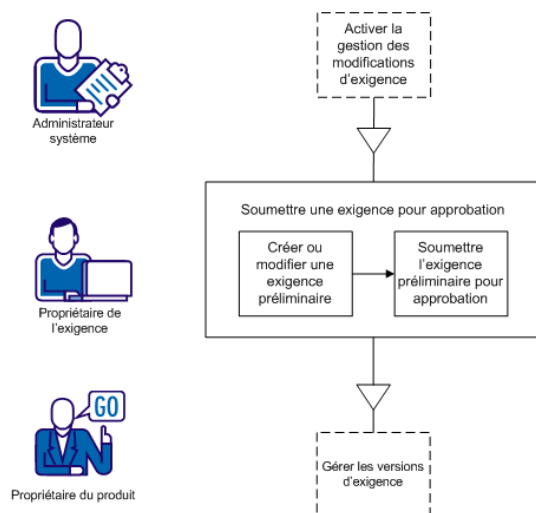 Activer la
gestion des
modifications
d'exigence
Administrateur
système
Soumettre une exigence pour approbation
Créer ou
modifier une
exigence
préliminaire
Soumettre
l'exigence
préliminaire pour
approbation
Propriétaire de
l'exigence
GO
Propriétaire du produit
Gérer les versions
d'exigence